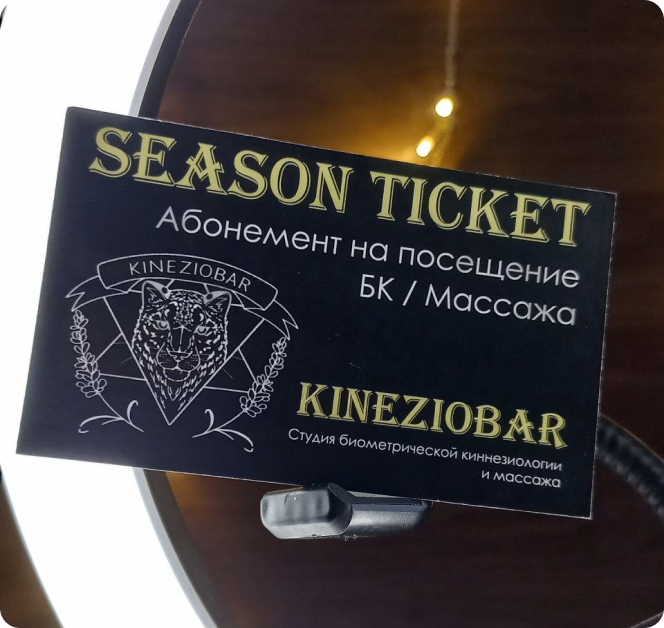 SEASON TICKET
Абонемент на посещение
БК / Массажа
KINEZIOBAR
KINEZIOBAR
Студия биометрической киннезиологии
и массажа